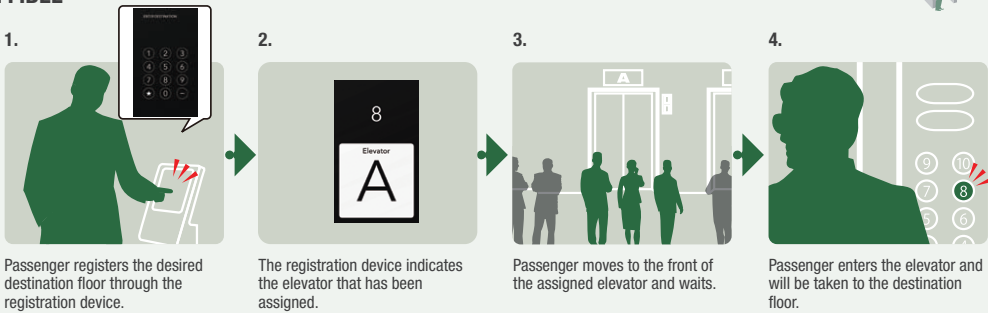 1.
ENTER DESTINATION
1 2 3
4 5 6
7 8 9
* 0 −
Passenger registers the desired
destination floor through the
registration device.
2.
8
Elevator
A
The registration device indicates
the elevator that has been
assigned.
3.
A
Passenger moves to the front of
the assigned elevator and waits.
4.
9 10
7 8
5 6
Passenger enters the elevator and
will be taken to the destination
floor.